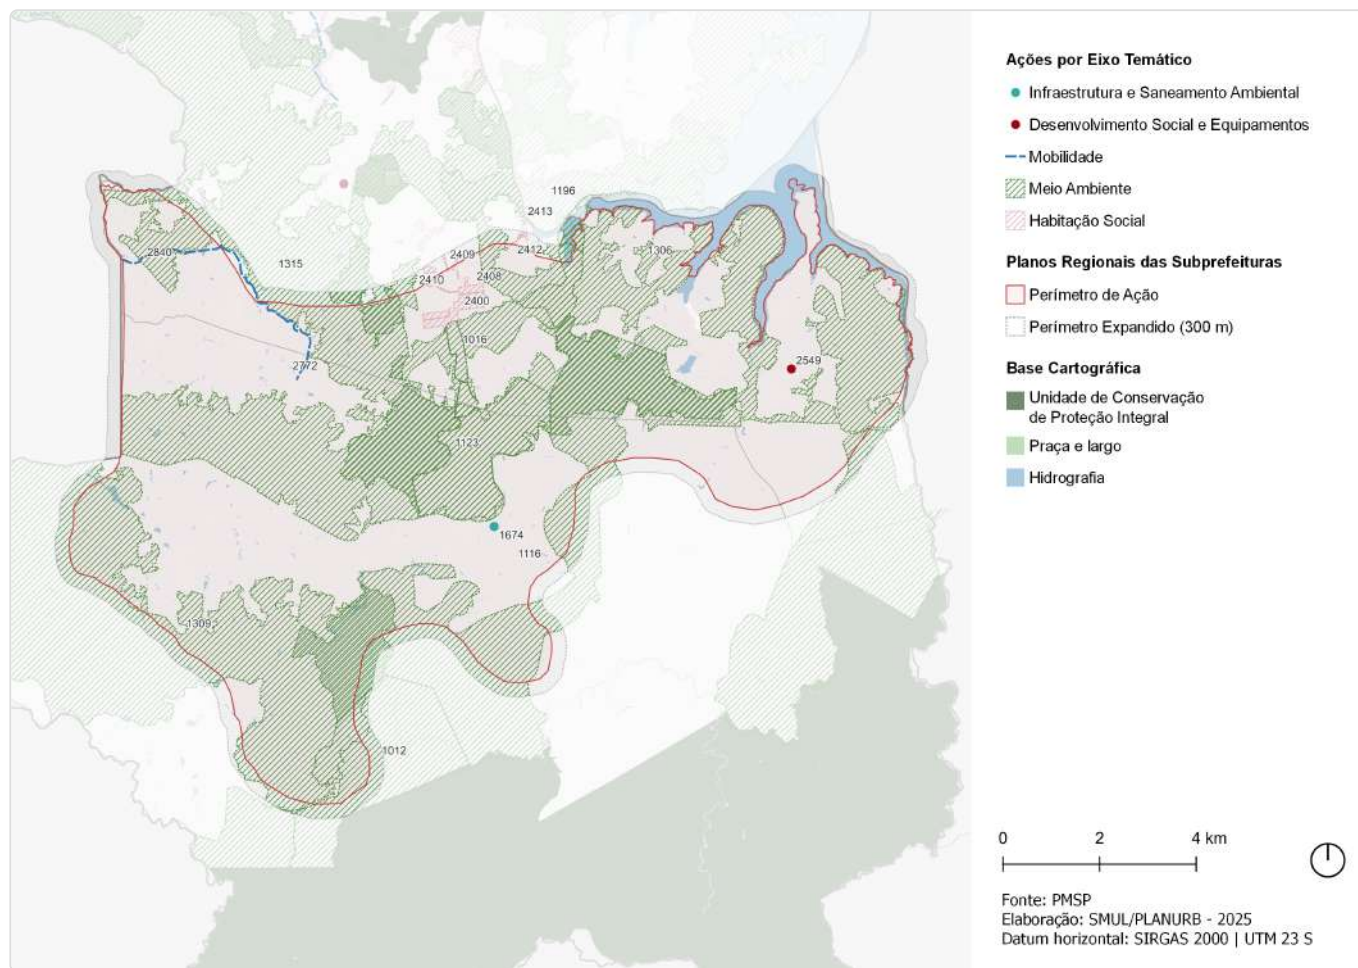 Ações por Eixo Temático
Infraestrutura e Saneamento Ambiental
Desenvolvimento Social e Equipamentos
Mobilidade
Meio Ambiente
Habitação Social
Planos Regionais das Subprefeituras
Perímetro de Ação
Perímetro Expandido (300 m)
Base Cartográfica
Unidade de Conservação
de Proteção Integral
Praça e largo
Hidrografia
1196
2413
2840
1315
2409
2412
1306
2410
2408
2400
1016
2772
2549
1123
1674
1116
1309
1012
0 2 4 km
Fonte: PMSP
Elaboração: SMUL/PLANURB - 2025
Datum horizontal: SIRGAS 2000 | UTM 23 S